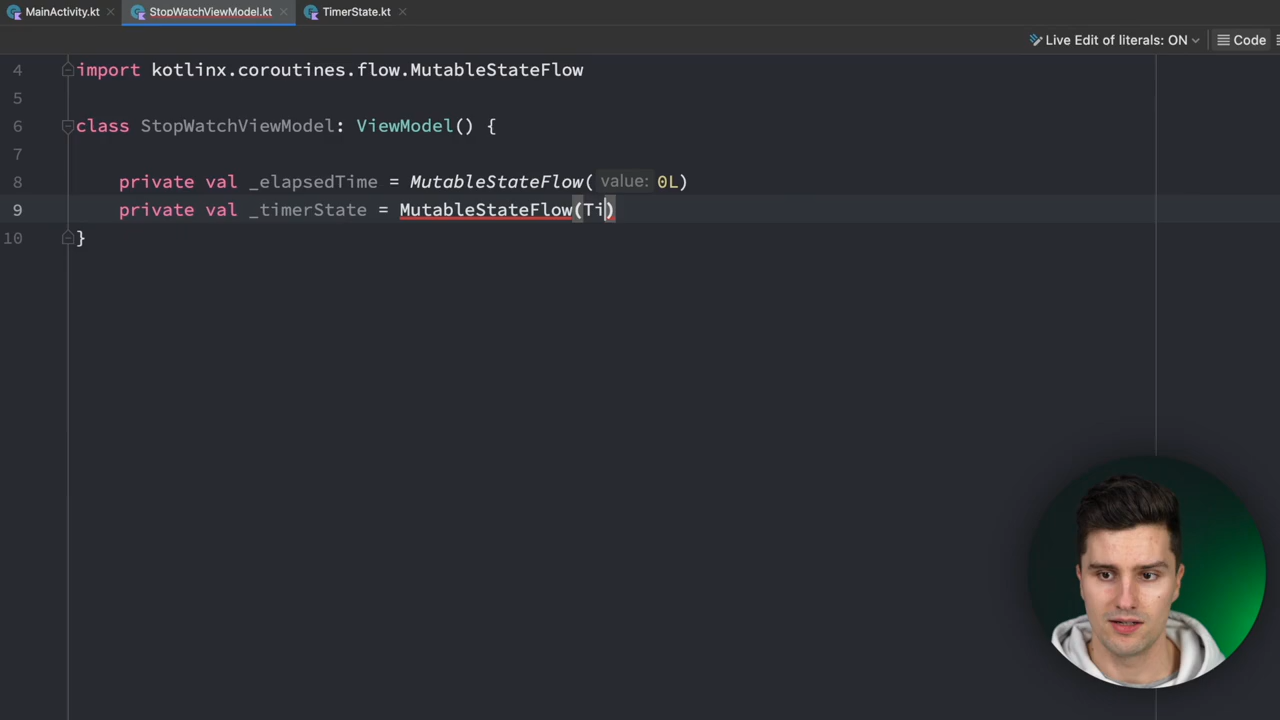 MainActivity.kt
StopWatchViewModel.kt
TimerState.kt
Live Edit of literals: ON
Code
4 import kotlinx.coroutines.flow.MutableStateFlow
5
6 class StopWatchViewModel: ViewModel() {
7
8 private val _elapsedTime = MutableStateFlow( value: 0L)
9 private val _timerState = MutableStateFlow(Ti)
10 }